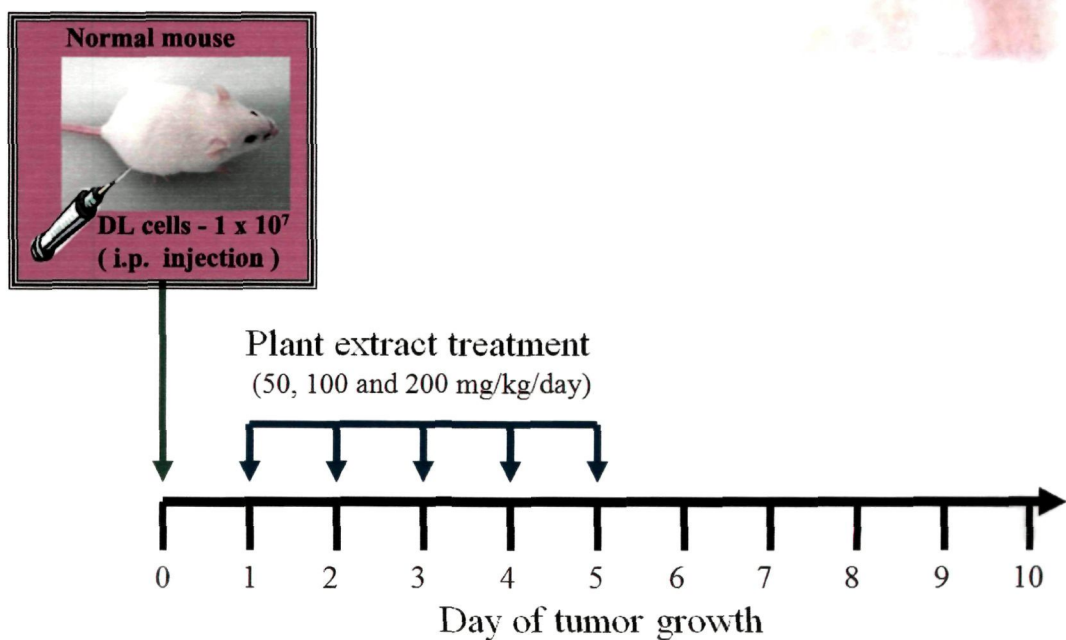 Normal mouse
DL cells - 1 x 10⁷
( i.p. injection )
Plant extract treatment
(50, 100 and 200 mg/kg/day)
0 1 2 3 4 5 6 7 8 9 10
Day of tumor growth